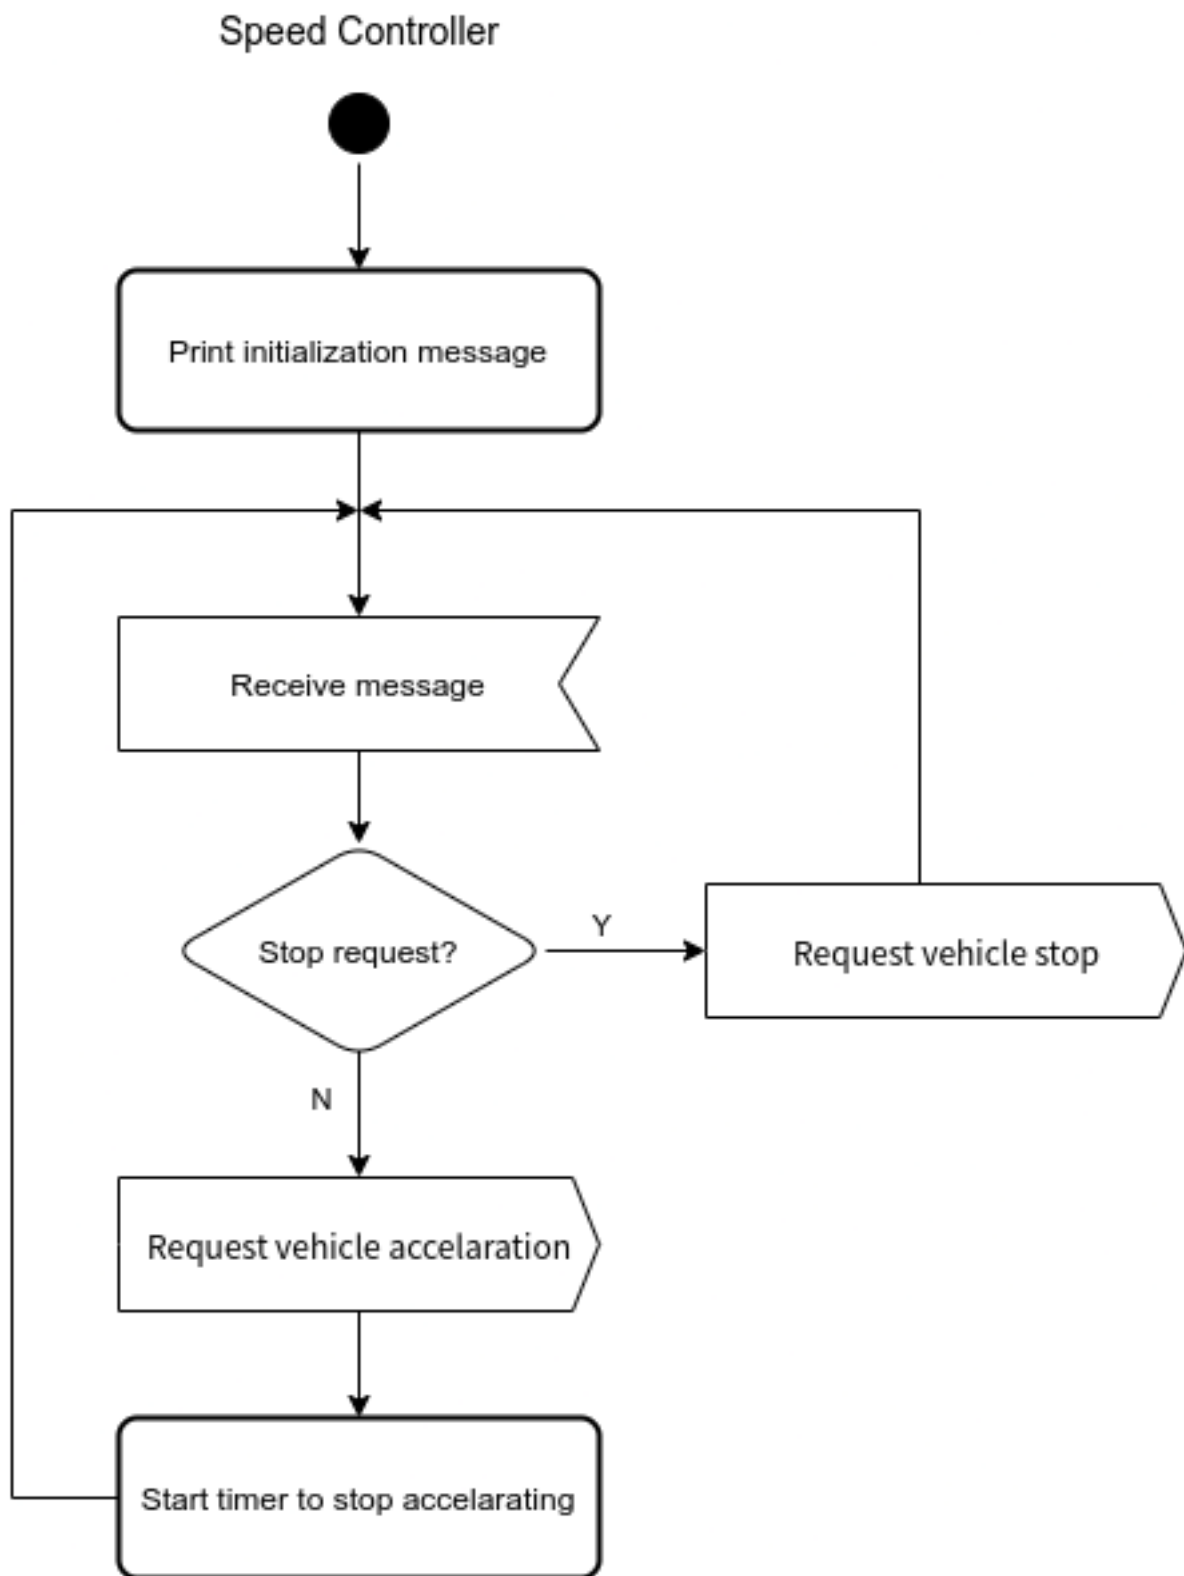 Speed Controller
Print initialization message
Receive message
Stop request?
Y
Request vehicle stop
N
Request vehicle accelaration
Start timer to stop accelarating